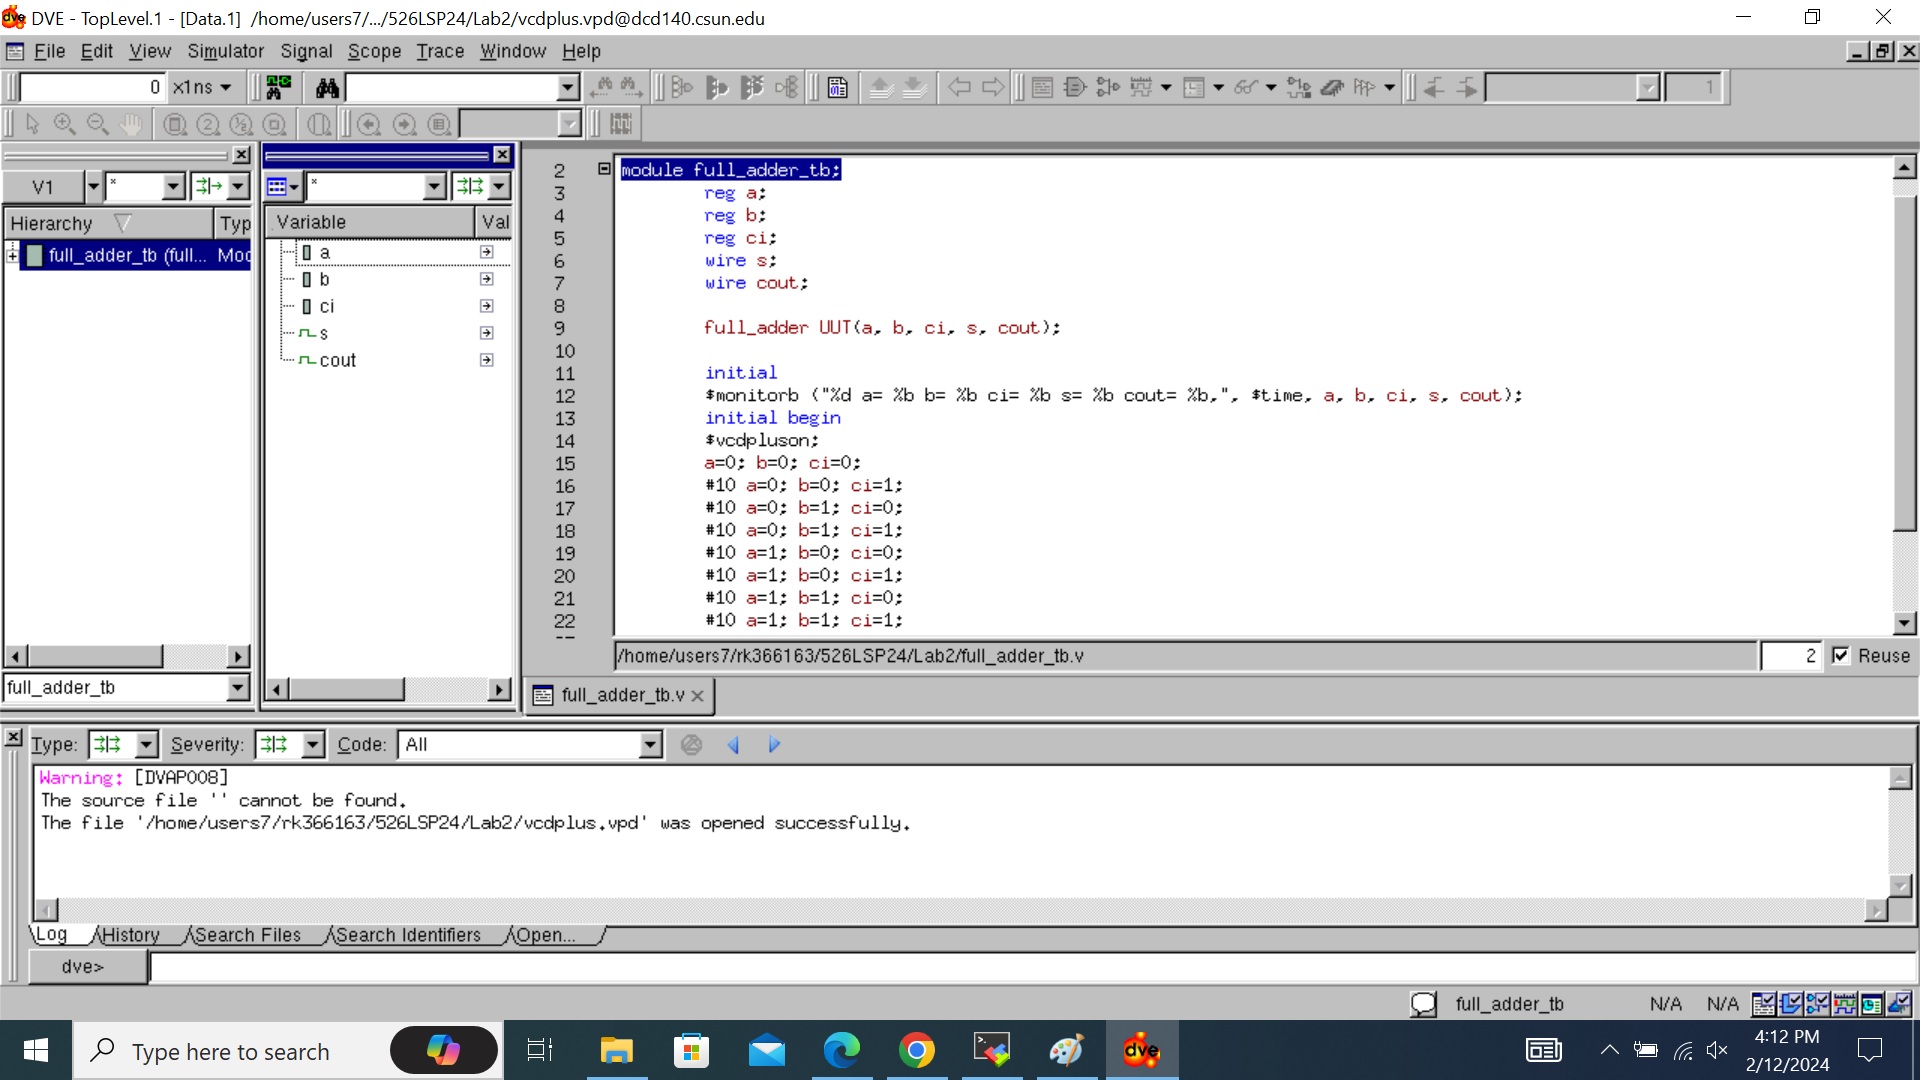 DVE - TopLevel.1 - [Data.1] /home/users7/.../526LSP24/Lab2/vcdplus.vpd@dcd140.csun.edu
File Edit View Simulator Signal Scope Trace Window Help
0 x1ns 1
V1 * *
Hierarchy Typ
full_adder_tb (full... Moc
Variable Val
a
b
ci
s
cout
2 module full_adder_tb;
3 reg a;
4 reg b;
5 reg ci;
6 wire s;
7 wire cout;
8
9 full_adder UUT(a, b, ci, s, cout);
10
11 initial
12 $monitorb ("%d a= %b b= %b ci= %b s= %b cout= %b,", $time, a, b, ci, s, cout);
13 initial begin
14 $vcdpluson;
15 a=0; b=0; ci=0;
16 #10 a=0; b=0; ci=1;
17 #10 a=0; b=1; ci=0;
18 #10 a=0; b=1; ci=1;
19 #10 a=1; b=0; ci=0;
20 #10 a=1; b=0; ci=1;
21 #10 a=1; b=1; ci=0;
22 #10 a=1; b=1; ci=1;
/home/users7/rk366163/526LSP24/Lab2/full_adder_tb.v 2 Reuse
full_adder_tb
full_adder_tb.v
Type: Severity: Code: All
Warning: [DVAP008]
The source file '' cannot be found.
The file '/home/users7/rk366163/526LSP24/Lab2/vcdplus.vpd' was opened successfully.
Log History Search Files Search Identifiers Open...
dve>
full_adder_tb N/A N/A
Type here to search
dve
4:12 PM
2/12/2024